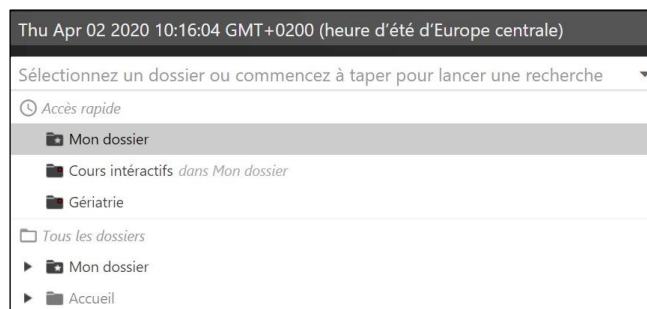 Thu Apr 02 2020 10:16:04 GMT+0200 (heure d’été d’Europe centrale)
Sélectionnez un dossier ou commencez à taper pour lancer une recherche
Accès rapide
Mon dossier
Cours intéractifs dans Mon dossier
Gériatrie
Tous les dossiers
Mon dossier
Accueil